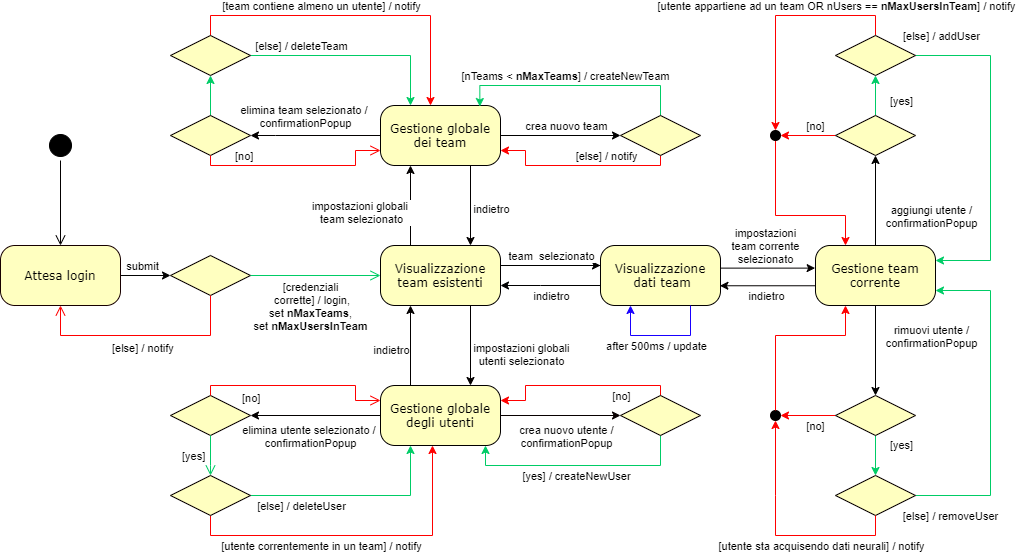 [team contiene almeno un utente] / notify
[utente appartiene ad un team OR nUsers == nMaxUsersInTeam] / notify
[else] / deleteTeam
[else] / addUser
[nTeams < nMaxTeams] / createNewTeam
[yes]
elimina team selezionato /
confirmationPopup
Gestione globale
dei team
crea nuovo team
[no]
[no]
[else] / notify
impostazioni globali
team selezionato
indietro
aggiungi utente /
confirmationPopup
impostazioni
team corrente
selezionato
Attesa login
submit
Visualizzazione
team esistenti
team selezionato
indietro
Visualizzazione
dati team
indietro
Gestione team
corrente
[credenziali
corrette] / login,
set nMaxTeams,
set nMaxUsersInTeam
[else] / notify
indietro
impostazioni globali
utenti selezionato
after 500ms / update
rimuovi utente /
confirmationPopup
[no]
Gestione globale
degli utenti
[no]
elimina utente selezionato /
confirmationPopup
crea nuovo utente /
confirmationPopup
[no]
[yes]
[yes]
[yes] / createNewUser
[else] / deleteUser
[else] / removeUser
[utente correntemente in un team] / notify
[utente sta acquisendo dati neurali] / notify